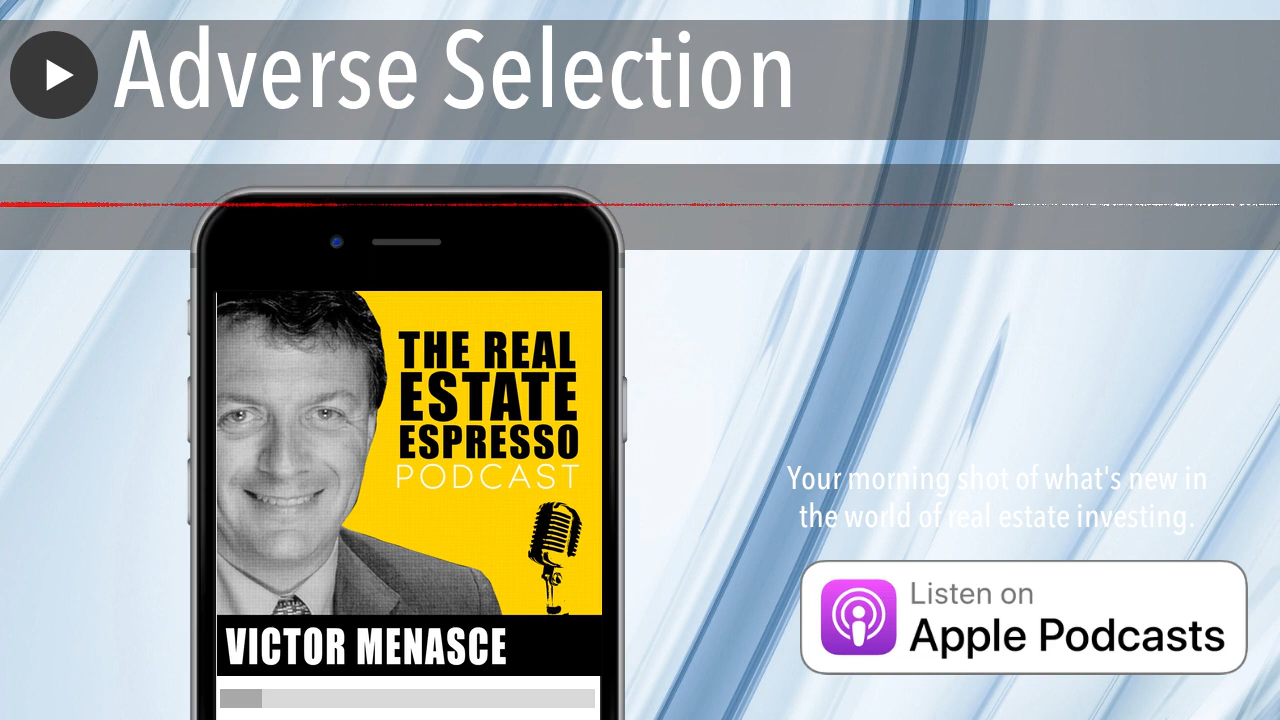 Adverse Selection
THE REAL
ESTATE
ESPRESSO
PODCAST
VICTOR MENASCE
Your morning shot of what's new in
the world of real estate investing.
Listen on
Apple Podcasts